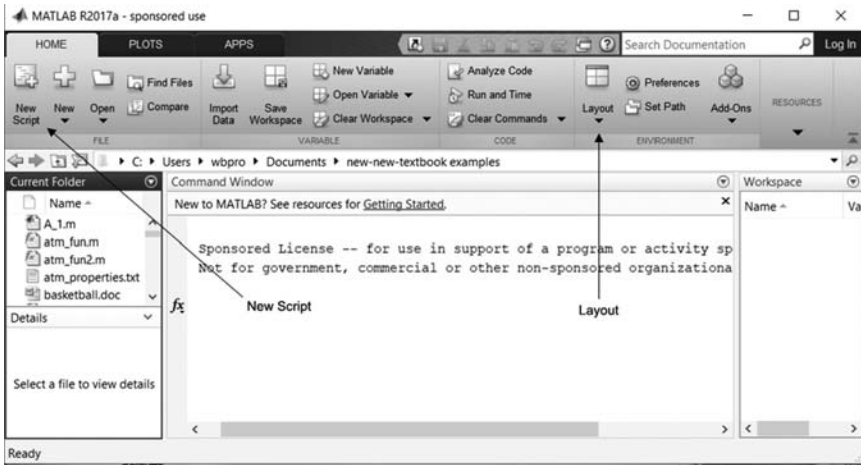 MATLAB R2017a - sponsored use
HOME PLOTS APPS
Search Documentation
Log In
New Script
New
Open
Find Files
Compare
FILE
Import Data
Save Workspace
New Variable
Open Variable
Clear Workspace
VARIABLE
Analyze Code
Run and Time
Clear Commands
CODE
Layout
Preferences
Set Path
Add-Ons
ENVIRONMENT
RESOURCES
C: Users wbpro Documents new-new-textbook examples
Current Folder
Name
A_1.m
atm_fun.m
atm_fun2.m
atm_properties.txt
basketball.doc
Details
Select a file to view details
Command Window
New to MATLAB? See resources for Getting Started.
Sponsored License -- for use in support of a program or activity sp
Not for government, commercial or other non-sponsored organizationa
fx
New Script
Layout
Workspace
Name Va
Ready